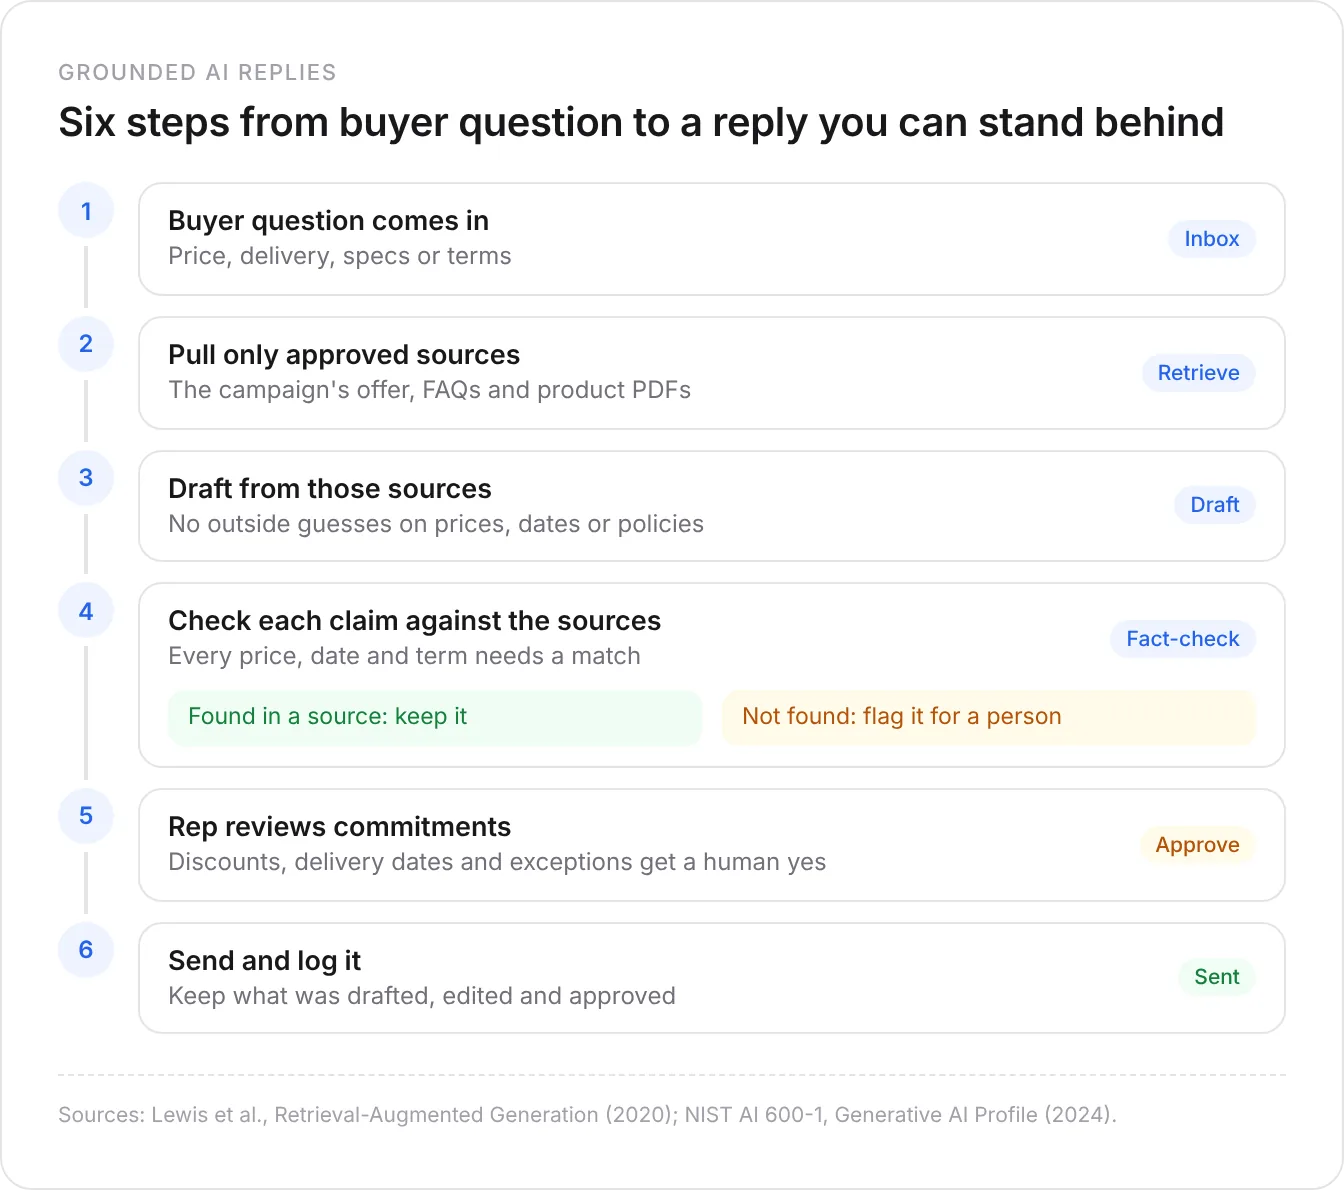 GROUNDED AI REPLIES
Six steps from buyer question to a reply you can stand behind
1
Buyer question comes in
Price, delivery, specs or terms
Inbox
2
Pull only approved sources
The campaign's offer, FAQs and product PDFs
Retrieve
3
Draft from those sources
No outside guesses on prices, dates or policies
Draft
4
Check each claim against the sources
Every price, date and term needs a match
Fact-check
Found in a source: keep it
Not found: flag it for a person
5
Rep reviews commitments
Discounts, delivery dates and exceptions get a human yes
Approve
6
Send and log it
Keep what was drafted, edited and approved
Sent
Sources: Lewis et al., Retrieval-Augmented Generation (2020); NIST AI 600-1, Generative AI Profile (2024).